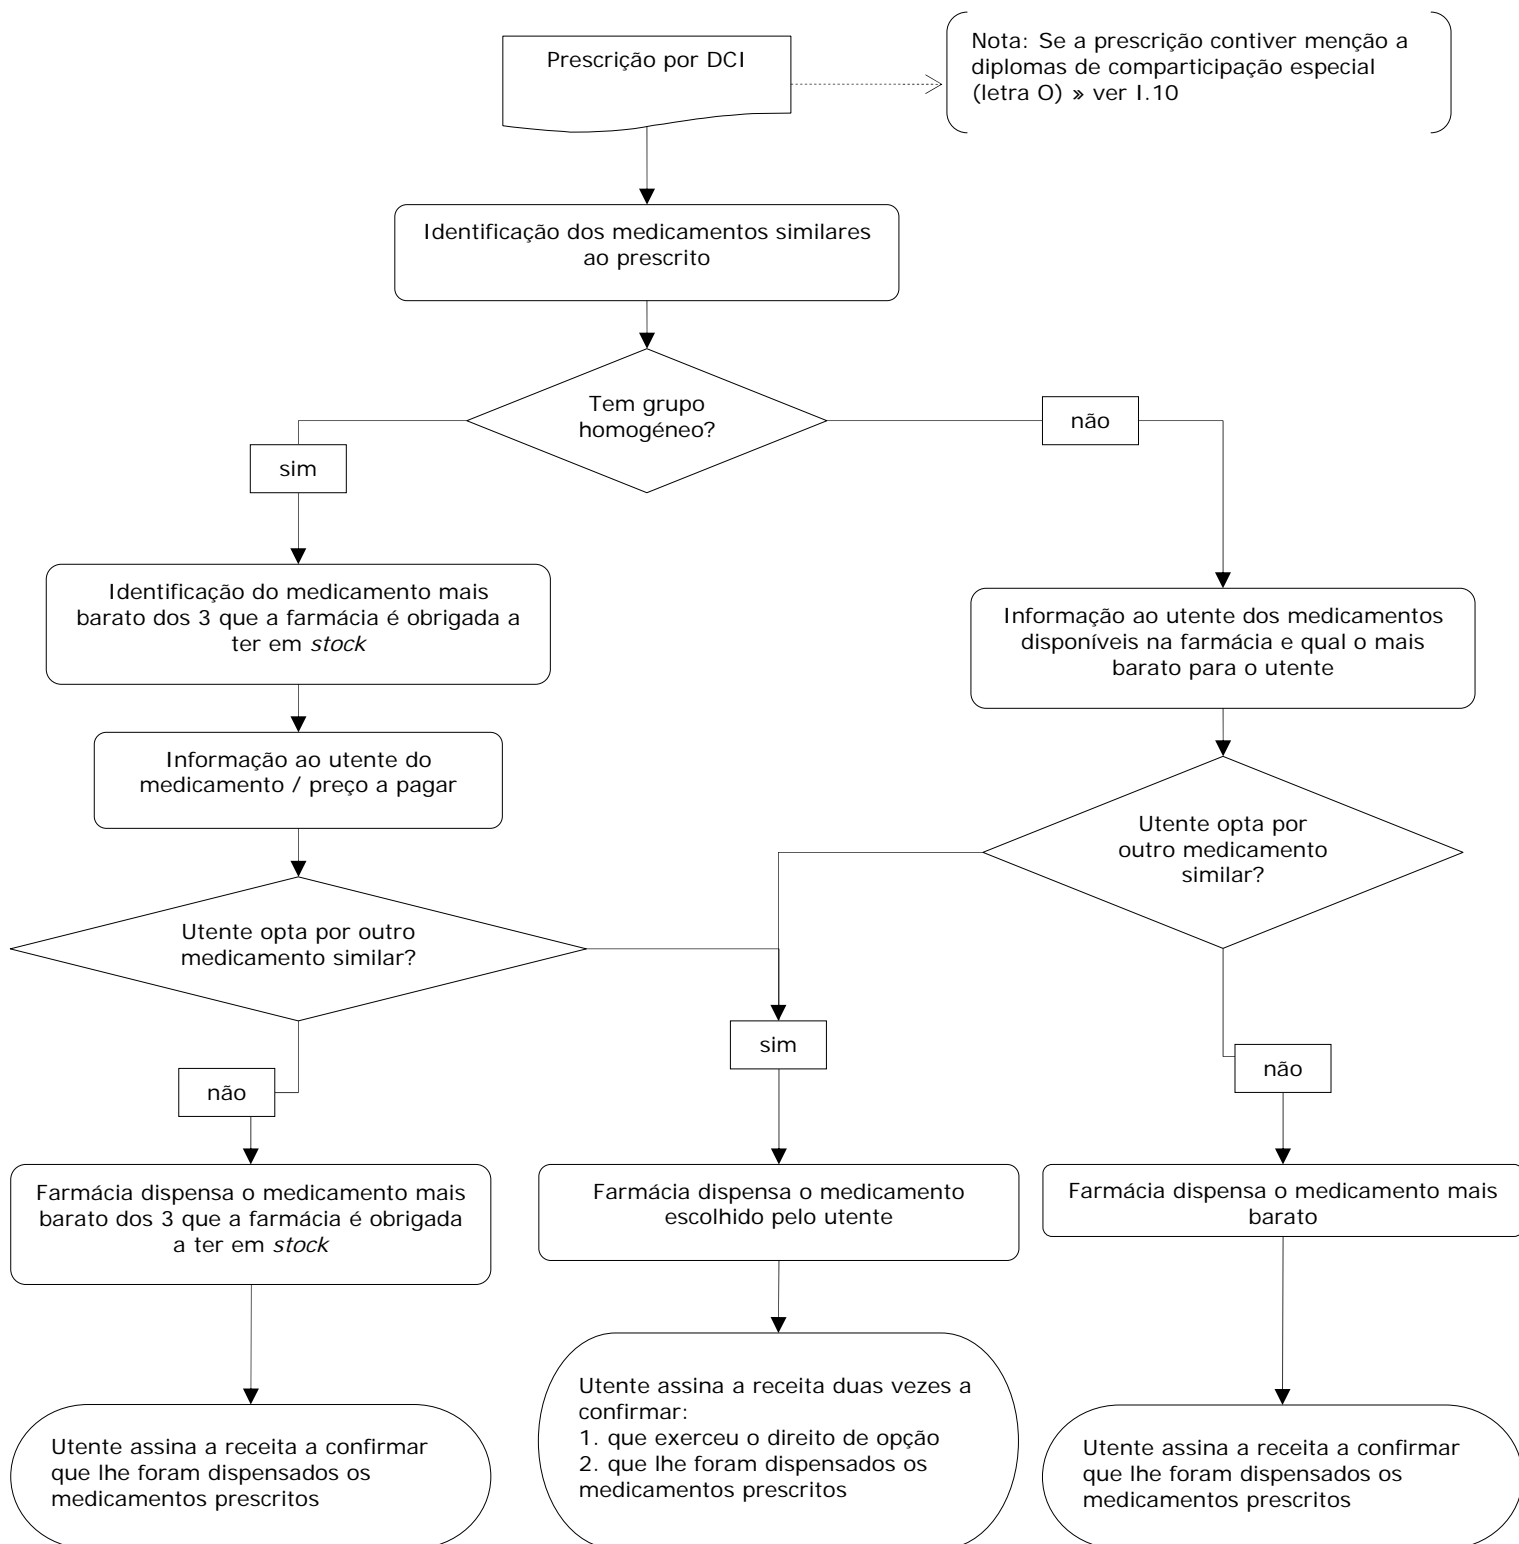 Prescrição por DCI
Nota: Se a prescrição contiver menção a
diplomas de comparticipação especial
(letra O) » ver I.10
Identificação dos medicamentos similares
ao prescrito
Tem grupo
homogéneo?
sim
não
Identificação do medicamento mais
barato dos 3 que a farmácia é obrigada a
ter em stock
Informação ao utente dos medicamentos
disponíveis na farmácia e qual o mais
barato para o utente
Informação ao utente do
medicamento / preço a pagar
Utente opta por
outro medicamento
similar?
Utente opta por outro
medicamento similar?
sim
não
não
Farmácia dispensa o medicamento mais
barato dos 3 que a farmácia é obrigada
a ter em stock
Farmácia dispensa o medicamento
escolhido pelo utente
Farmácia dispensa o medicamento mais
barato
Utente assina a receita a confirmar
que lhe foram dispensados os
medicamentos prescritos
Utente assina a receita duas vezes a
confirmar:
1. que exerceu o direito de opção
2. que lhe foram dispensados os
medicamentos prescritos
Utente assina a receita a confirmar
que lhe foram dispensados os
medicamentos prescritos